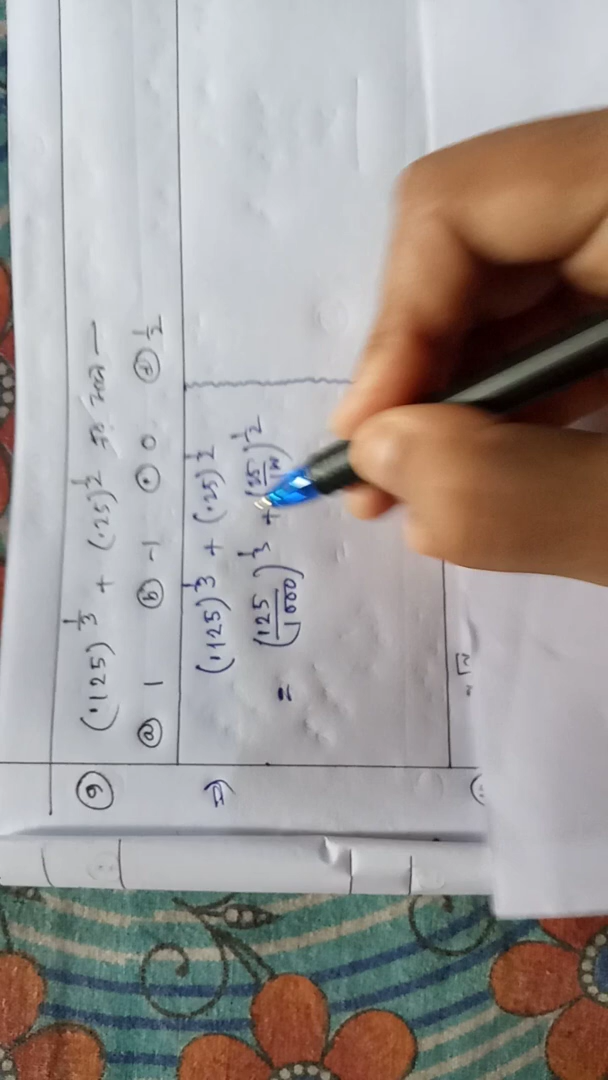 9 (.125)^{1/3} + (.25)^{1/2} का मान —
(a) 1 (b) -1 0 (d) 1/2
(.125)^{1/3} + (.25)^{1/2}
= (125/1000)^{1/3} + (25/100)^{1/2}